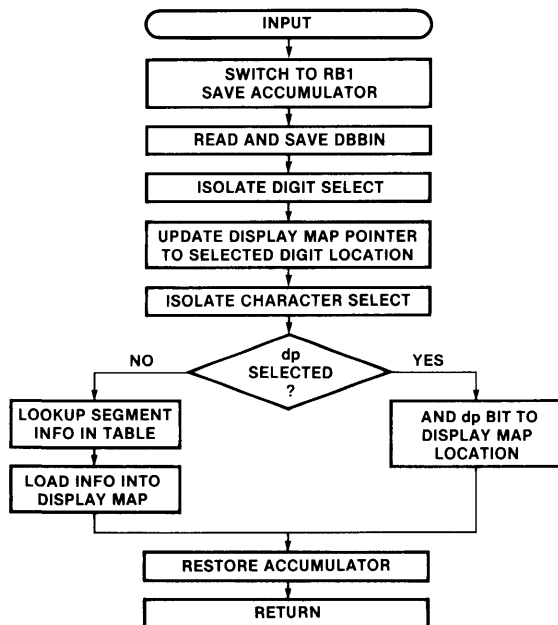 INPUT
SWITCH TO RB1
SAVE ACCUMULATOR
READ AND SAVE DBBIN
ISOLATE DIGIT SELECT
UPDATE DISPLAY MAP POINTER
TO SELECTED DIGIT LOCATION
ISOLATE CHARACTER SELECT
dp
SELECTED
?
NO
YES
LOOKUP SEGMENT
INFO IN TABLE
LOAD INFO INTO
DISPLAY MAP
AND dp BIT TO
DISPLAY MAP
LOCATION
RESTORE ACCUMULATOR
RETURN